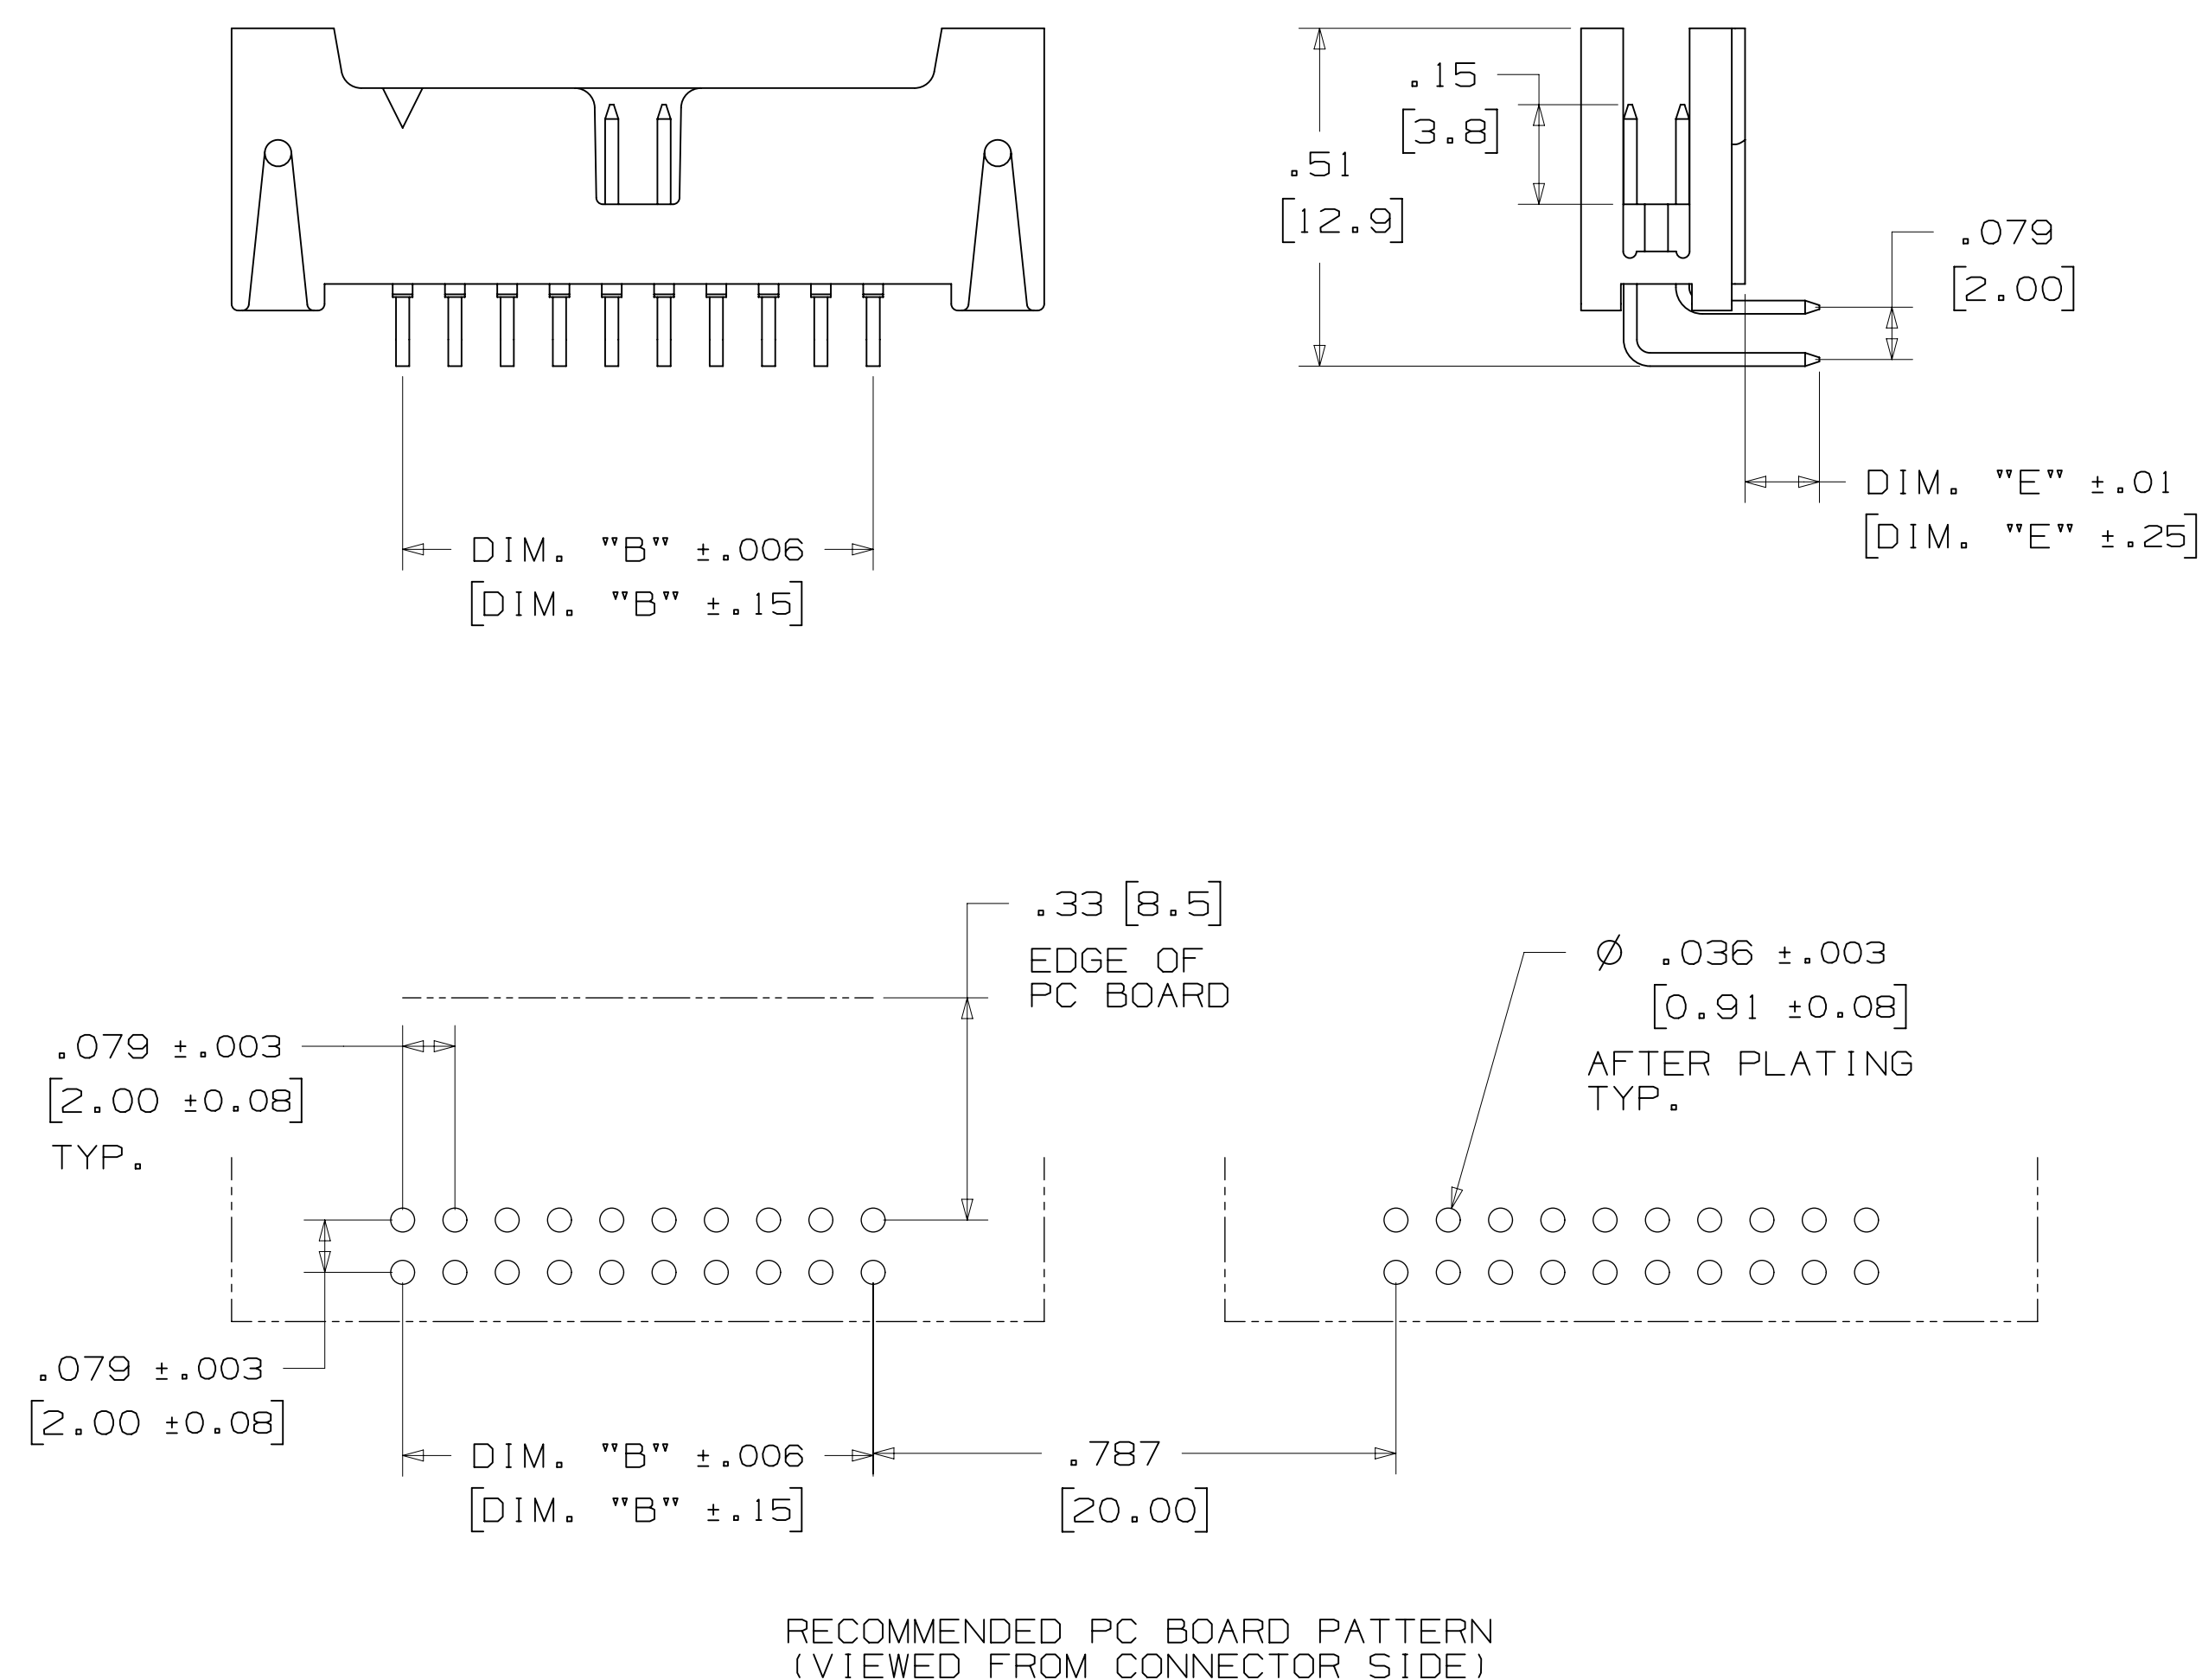 .15
[3.8]
.51
[12.9]
.079
[2.00]
DIM. "E" ±.01
[DIM. "E" ±.25]
DIM. "B" ±.006
[DIM. "B" ±.15]
.33 [8.5]
EDGE OF
PC BOARD
Ø .036 ±.003
[0.91 ±0.08]
AFTER PLATING
TYP.
.079 ±.003
[2.00 ±0.08]
TYP.
.079 ±.003
[2.00 ±0.08]
DIM. "B" ±.006
[DIM. "B" ±.15]
.787
[20.00]
RECOMMENDED PC BOARD PATTERN
(VIEWED FROM CONNECTOR SIDE)